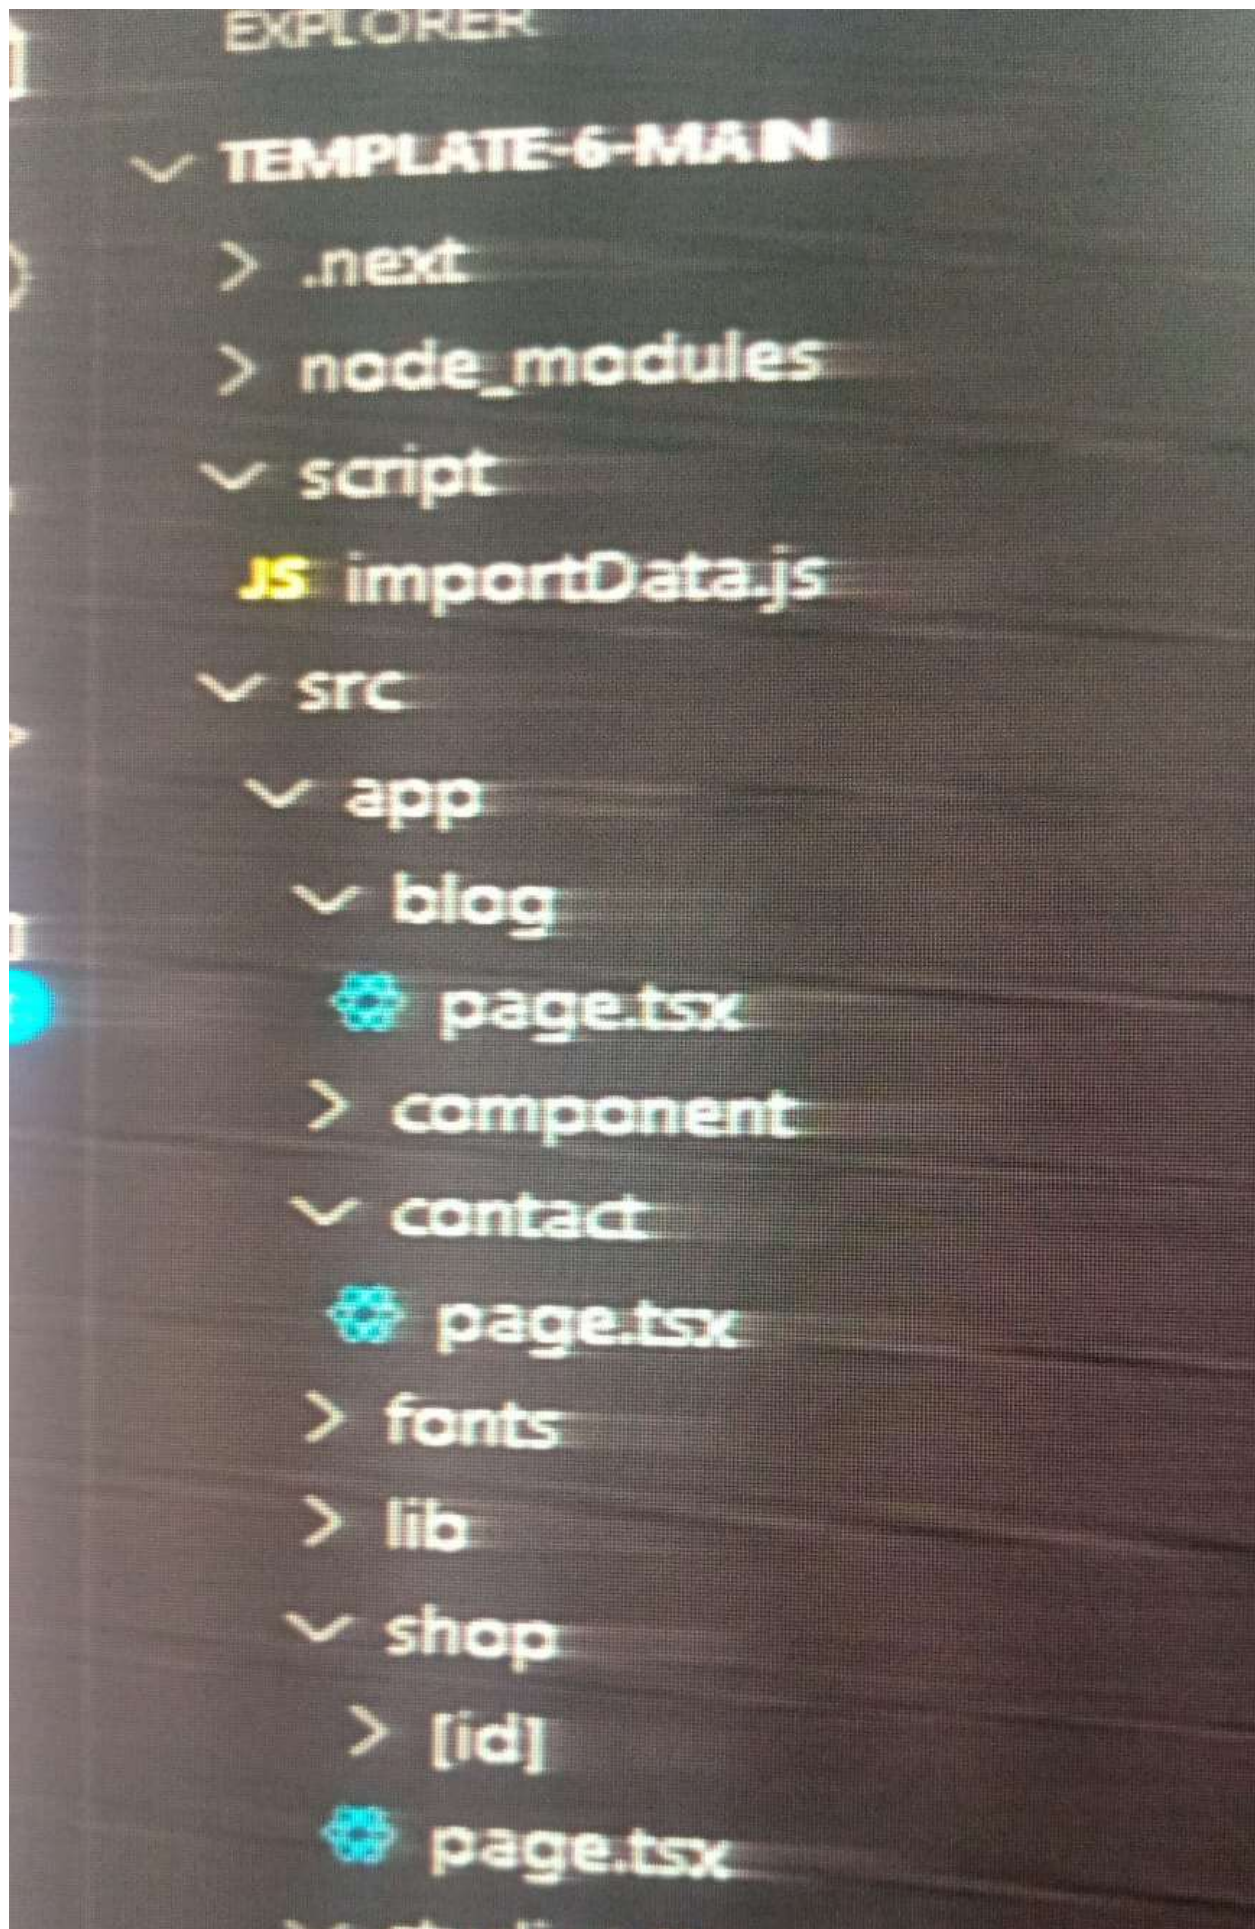 EXPLORER
TEMPLATE-6-MAIN
.next
node_modules
script
JS importData.js
src
app
blog
page.tsx
component
contact
page.tsx
fonts
lib
shop
[id]
page.tsx